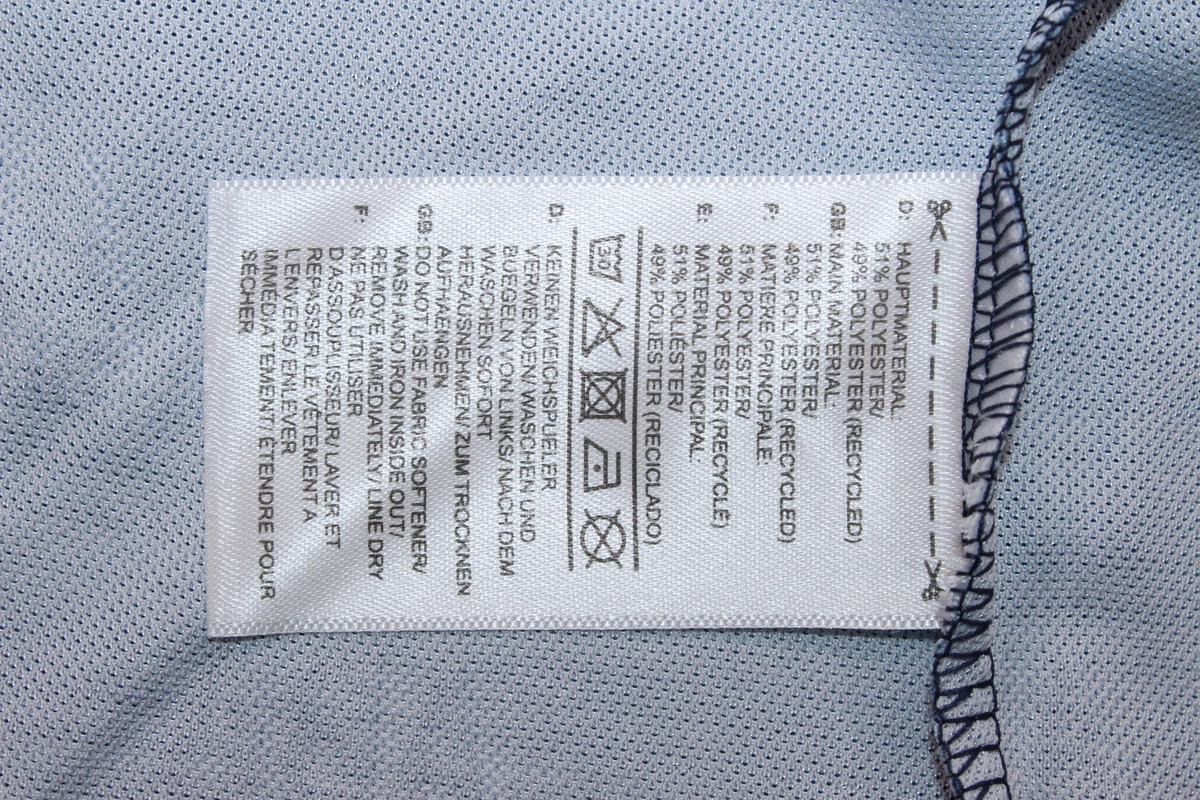 D: HAUPTMATERIAL:
51% POLYESTER/
49% POLYESTER (RECYCLED)
GB: MAIN MATERIAL:
51% POLYESTER/
49% POLYESTER (RECYCLED)
F: MATIÈRE PRINCIPALE:
51% POLYESTER/
49% POLYESTER (RECYCLÉ)
E: MATERIAL PRINCIPAL:
51% POLIÉSTER/
49% POLIÉSTER (RECICLADO)
30°
D: KEINEN WEICHSPUELER
VERWENDEN/ WASCHEN UND
BUEGELN VON LINKS/ NACH DEM
WASCHEN SOFORT
HERAUSNEHMEN/ ZUM TROCKNEN
AUFHAENGEN
GB: DO NOT USE FABRIC SOFTENER/
WASH AND IRON INSIDE OUT/
REMOVE IMMEDIATELY/ LINE DRY
F: NE PAS UTILISER
D'ASSOUPLISSEUR/ LAVER ET
REPASSER LE VÊTEMENT A
L'ENVERS/ ENLEVER
IMMEDIATEMENT/ ÉTENDRE POUR
SÉCHER